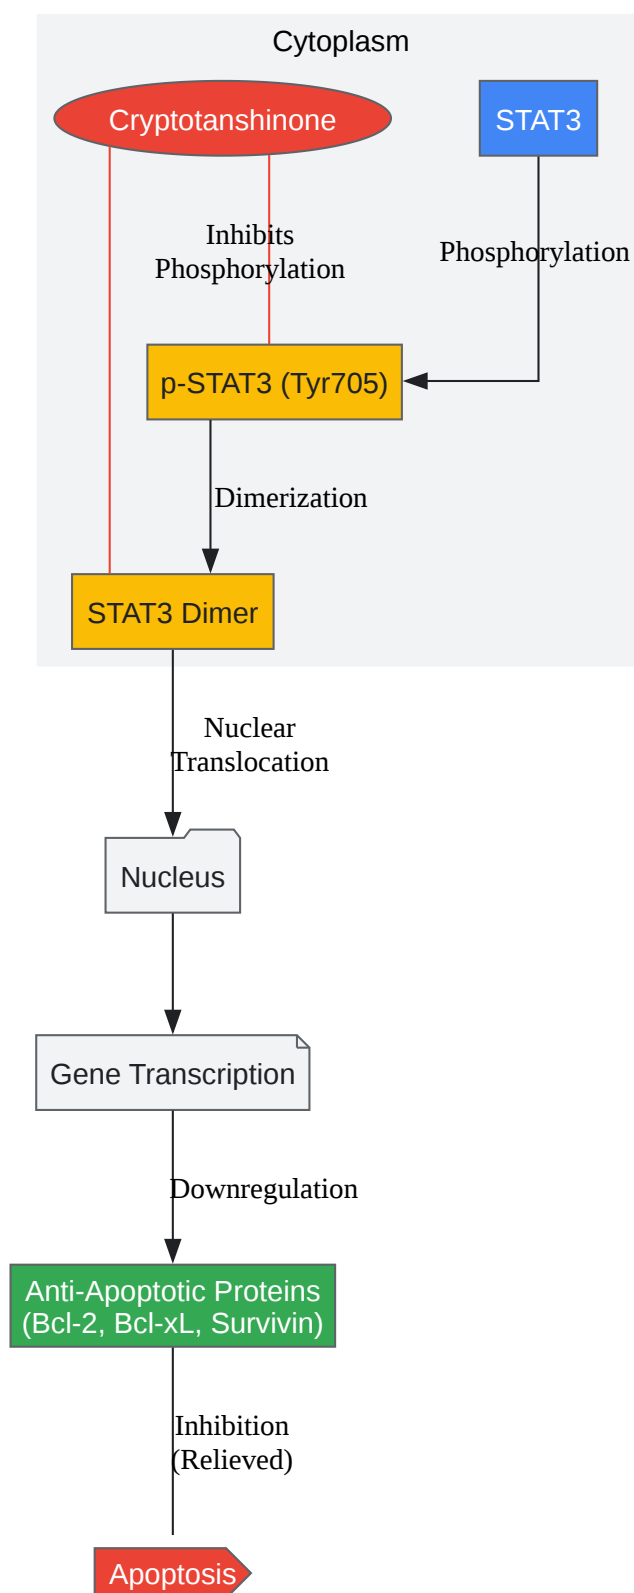 Cytoplasm
Cryptotanshinone
STAT3
Inhibits
Phosphorylation
Phosphorylation
p-STAT3 (Tyr705)
Dimerization
STAT3 Dimer
Nuclear
Translocation
Nucleus
Gene Transcription
Downregulation
Anti-Apoptotic Proteins
(Bcl-2, Bcl-xL, Survivin)
Inhibition
(Relieved)
Apoptosis